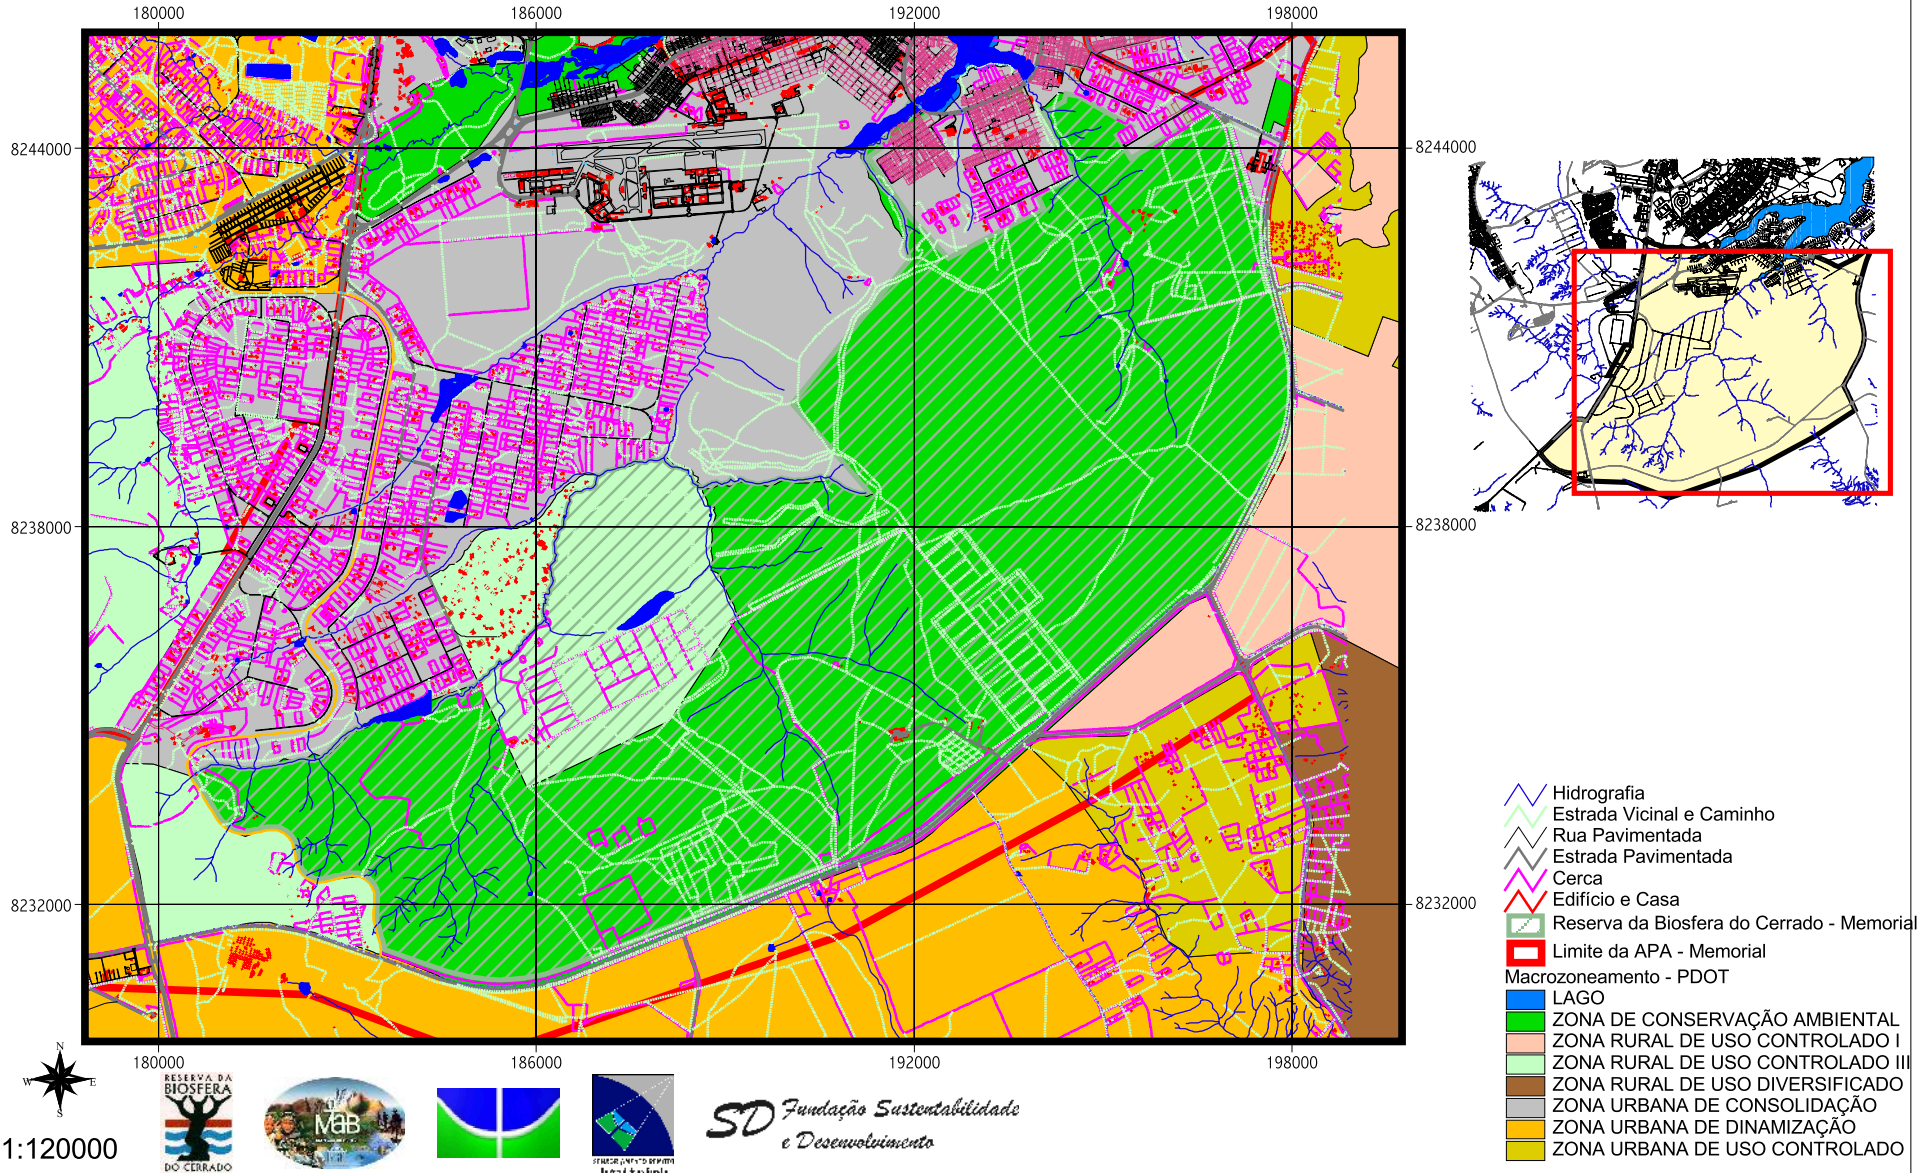 180000 186000 192000 198000
8244000 8244000
8238000 8238000
8232000 8232000
180000 186000 192000 198000
Hidrografia
Estrada Vicinal e Caminho
Rua Pavimentada
Estrada Pavimentada
Cerca
Edifício e Casa
Reserva da Biosfera do Cerrado - Memorial
Limite da APA - Memorial
Macrozoneamento - PDOT
LAGO
ZONA DE CONSERVAÇÃO AMBIENTAL
ZONA RURAL DE USO CONTROLADO I
ZONA RURAL DE USO CONTROLADO III
ZONA RURAL DE USO DIVERSIFICADO
ZONA URBANA DE CONSOLIDAÇÃO
ZONA URBANA DE DINAMIZAÇÃO
ZONA URBANA DE USO CONTROLADO
N
W E
S
1:120000
RESERVA DA
BIOSFERA
DO CERRADO
MaB
SD Fundação Sustentabilidade
e Desenvolvimento